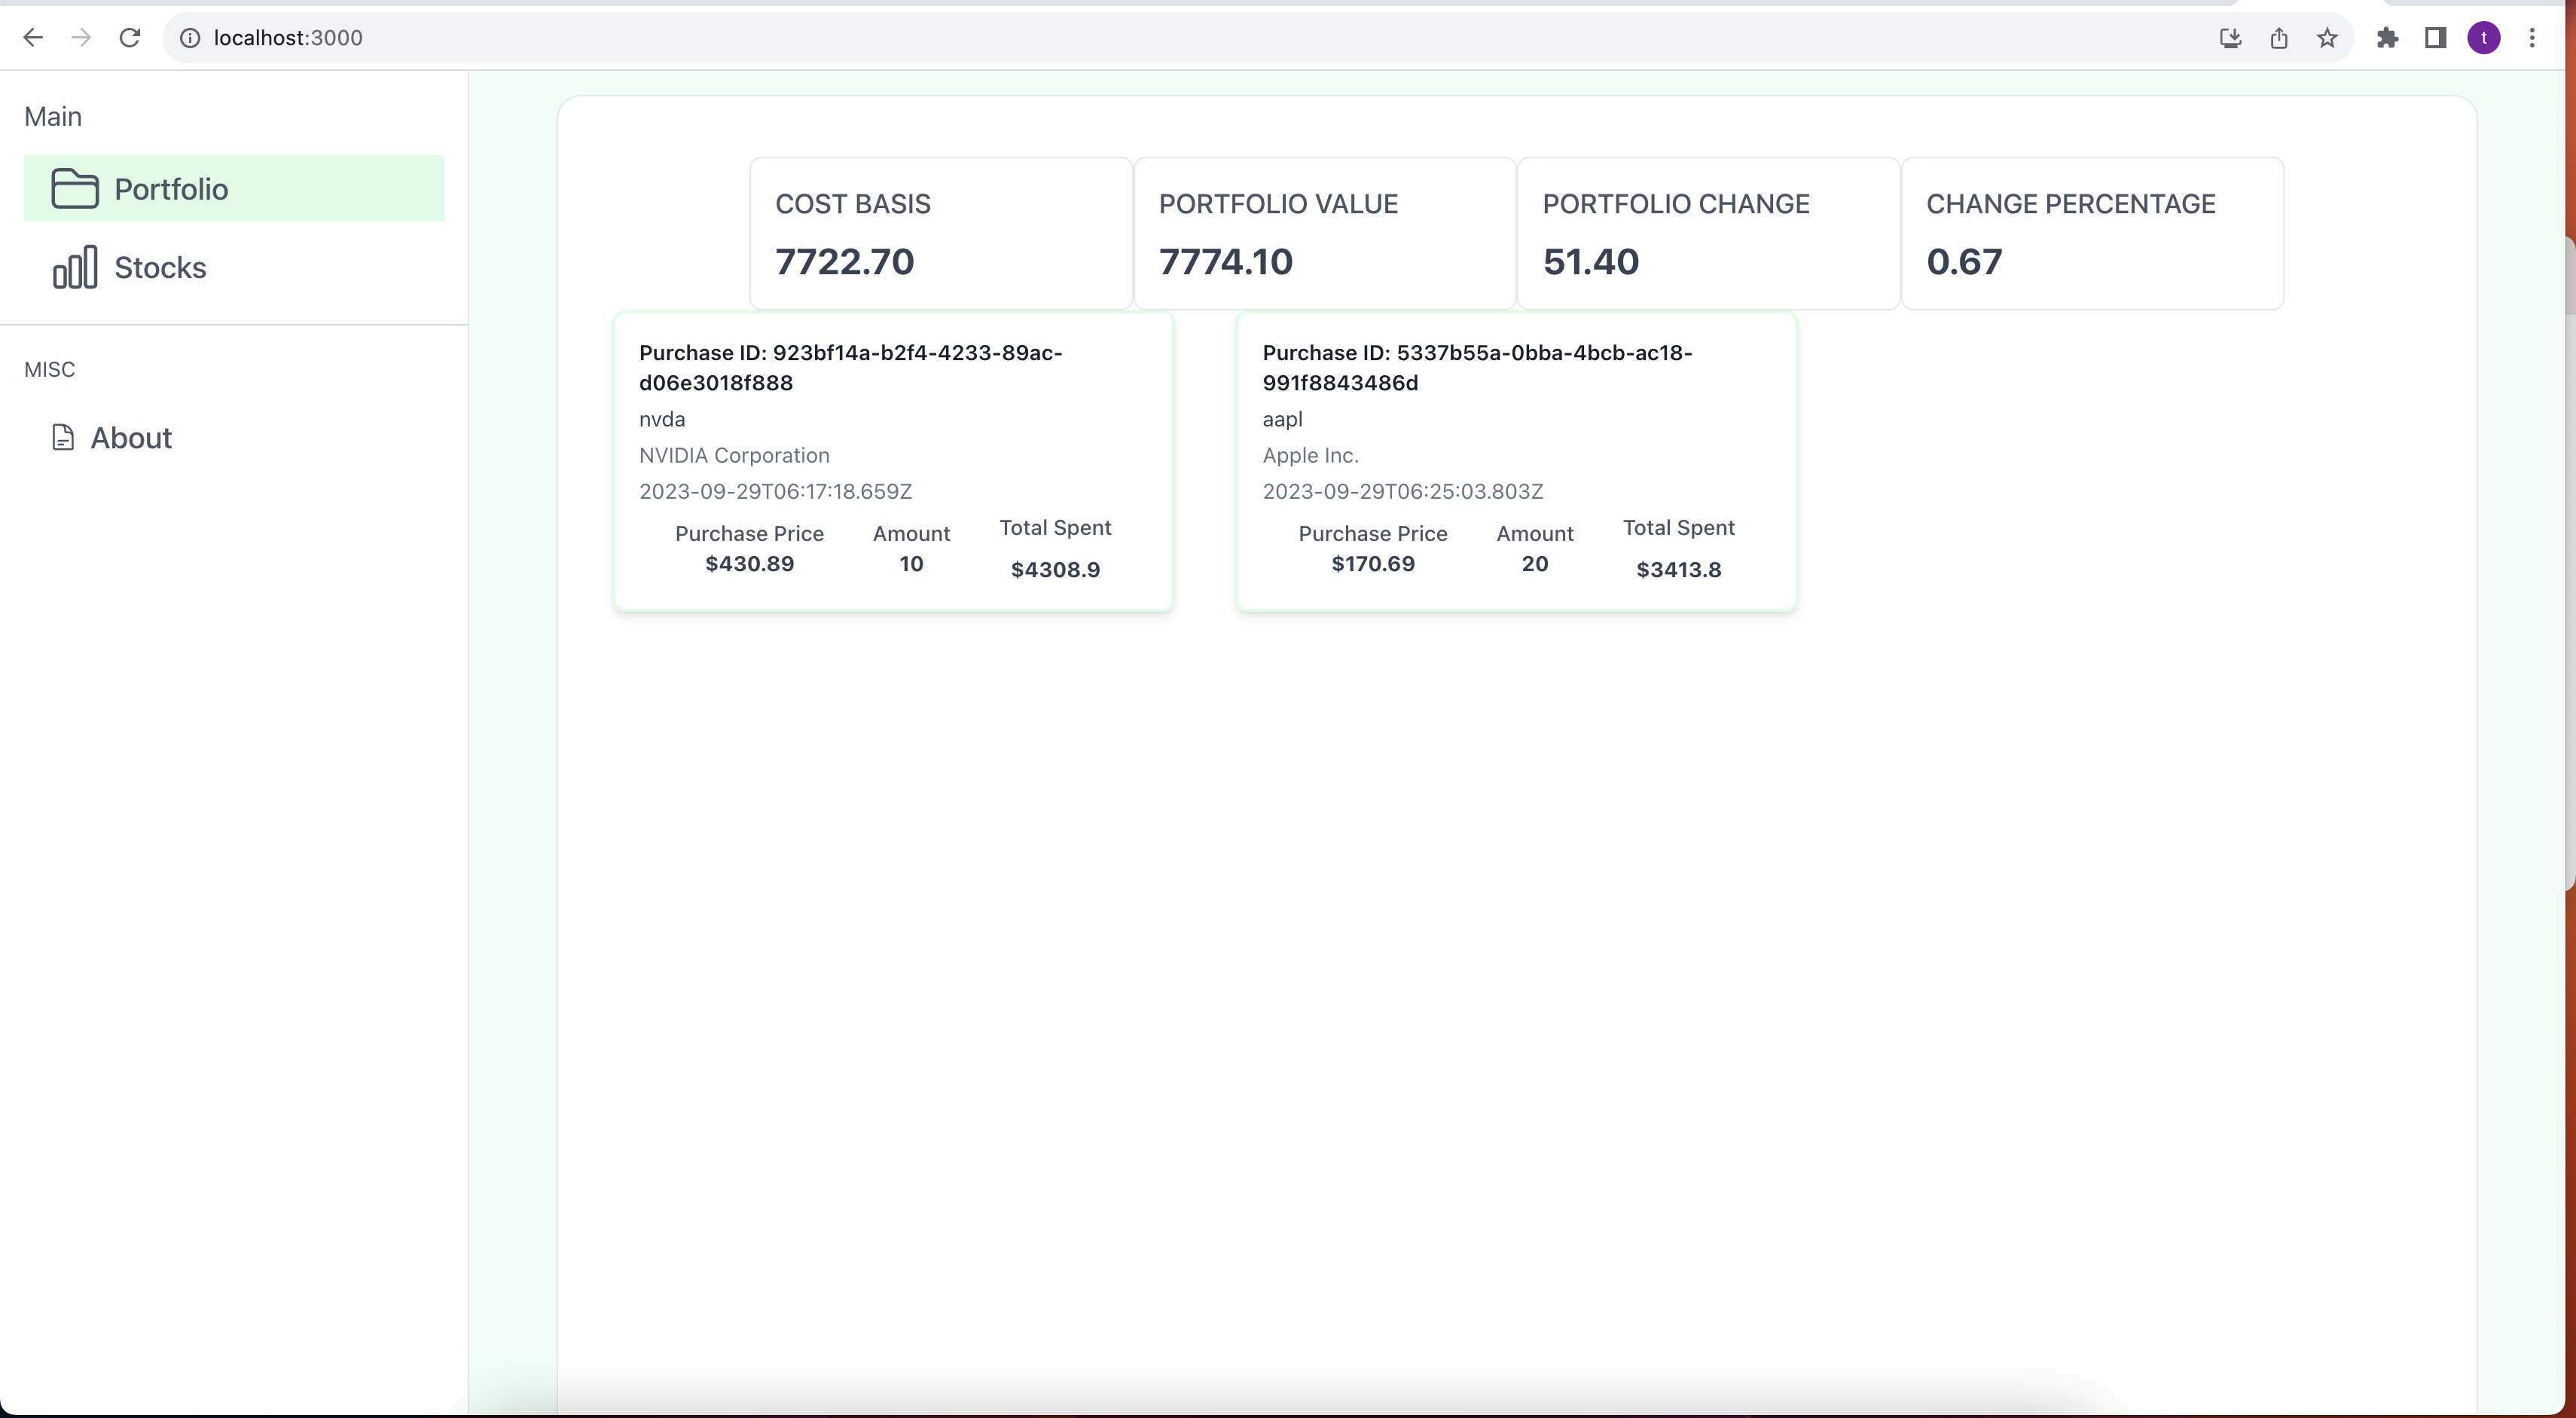 localhost:3000
t
Main
Portfolio
Stocks
MISC
About
COST BASIS
7722.70
PORTFOLIO VALUE
7774.10
PORTFOLIO CHANGE
51.40
CHANGE PERCENTAGE
0.67
Purchase ID: 923bf14a-b2f4-4233-89ac-
d06e3018f888
nvda
NVIDIA Corporation
2023-09-29T06:17:18.659Z
Purchase Price
$430.89
Amount
10
Total Spent
$4308.9
Purchase ID: 5337b55a-0bba-4bcb-ac18-
991f8843486d
aapl
Apple Inc.
2023-09-29T06:25:03.803Z
Purchase Price
$170.69
Amount
20
Total Spent
$3413.8